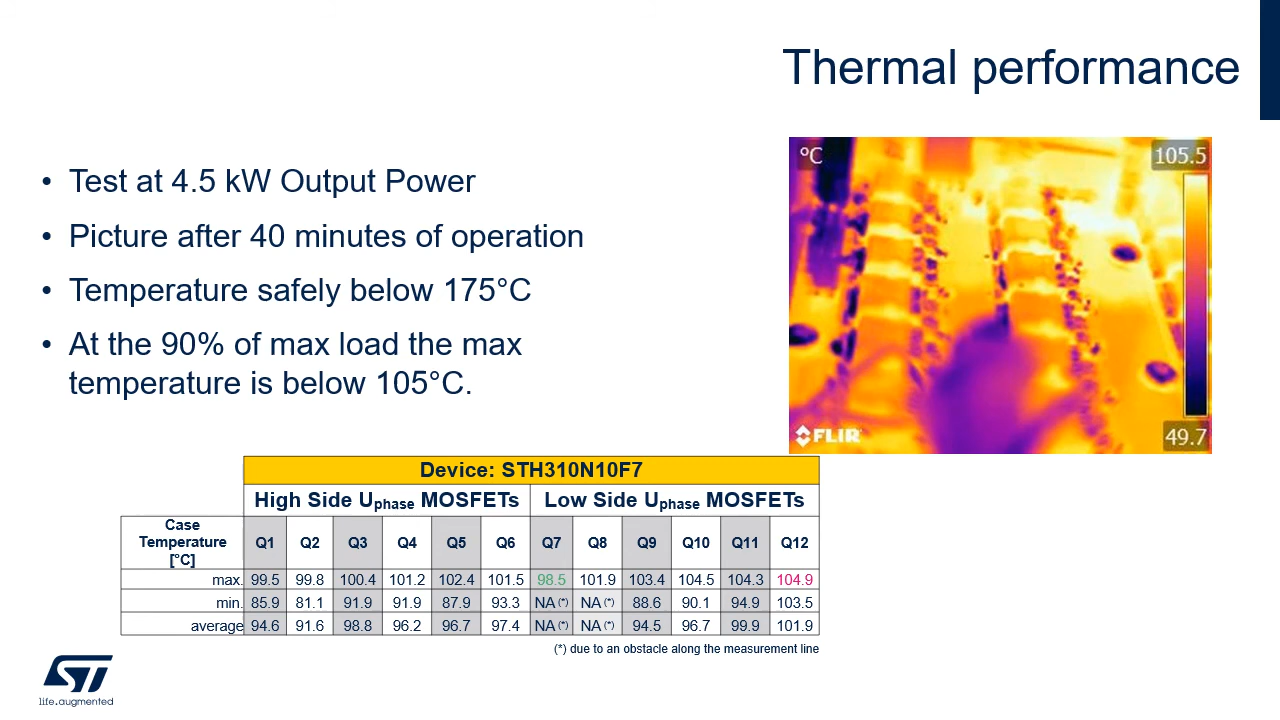 Thermal performance
• Test at 4.5 kW Output Power
• Picture after 40 minutes of operation
• Temperature safely below 175°C
• At the 90% of max load the max
temperature is below 105°C.
°C
105.5
49.7
FLIR
Device: STH310N10F7
High Side Uphase MOSFETs Low Side Uphase MOSFETs
Case Temperature [°C] Q1 Q2 Q3 Q4 Q5 Q6 Q7 Q8 Q9 Q10 Q11 Q12
max. 99.5 99.8 100.4 101.2 102.4 101.5 98.5 101.9 103.4 104.5 104.3 104.9
min. 85.9 81.1 91.9 91.9 87.9 93.3 NA (*) NA (*) 88.6 90.1 94.9 103.5
average 94.6 91.6 98.8 96.2 96.7 97.4 NA (*) NA (*) 94.5 96.7 99.9 101.9
(*) due to an obstacle along the measurement line
ST
life.augmented